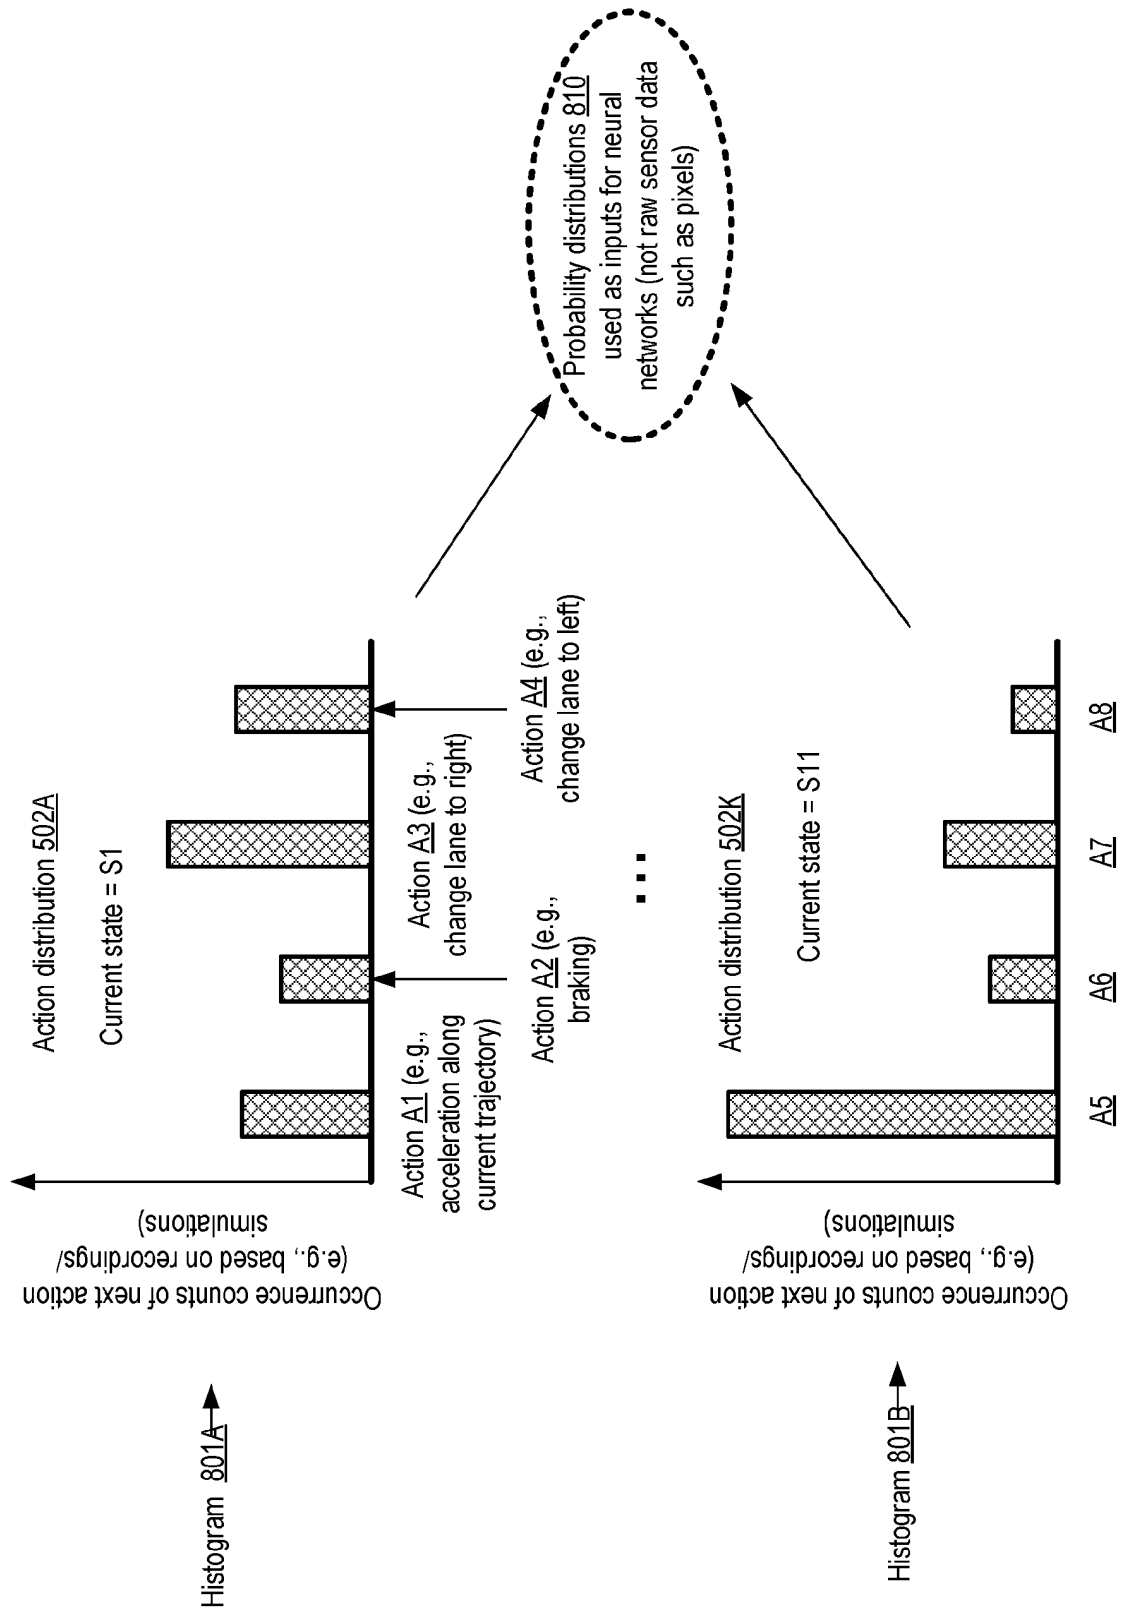 Histogram 801A
Occurrence counts of next action
(e.g., based on recordings/
simulations)
Action distribution 502A
Current state = S1
Action A1 (e.g.,
acceleration along
current trajectory)
Action A2 (e.g.,
braking)
Action A3 (e.g.,
change lane to right)
Action A4 (e.g.,
change lane to left)
...
Histogram 801B
Occurrence counts of next action
(e.g., based on recordings/
simulations)
Action distribution 502K
Current state = S11
A5
A6
A7
A8
Probability distributions 810
used as inputs for neural
networks (not raw sensor data
such as pixels)